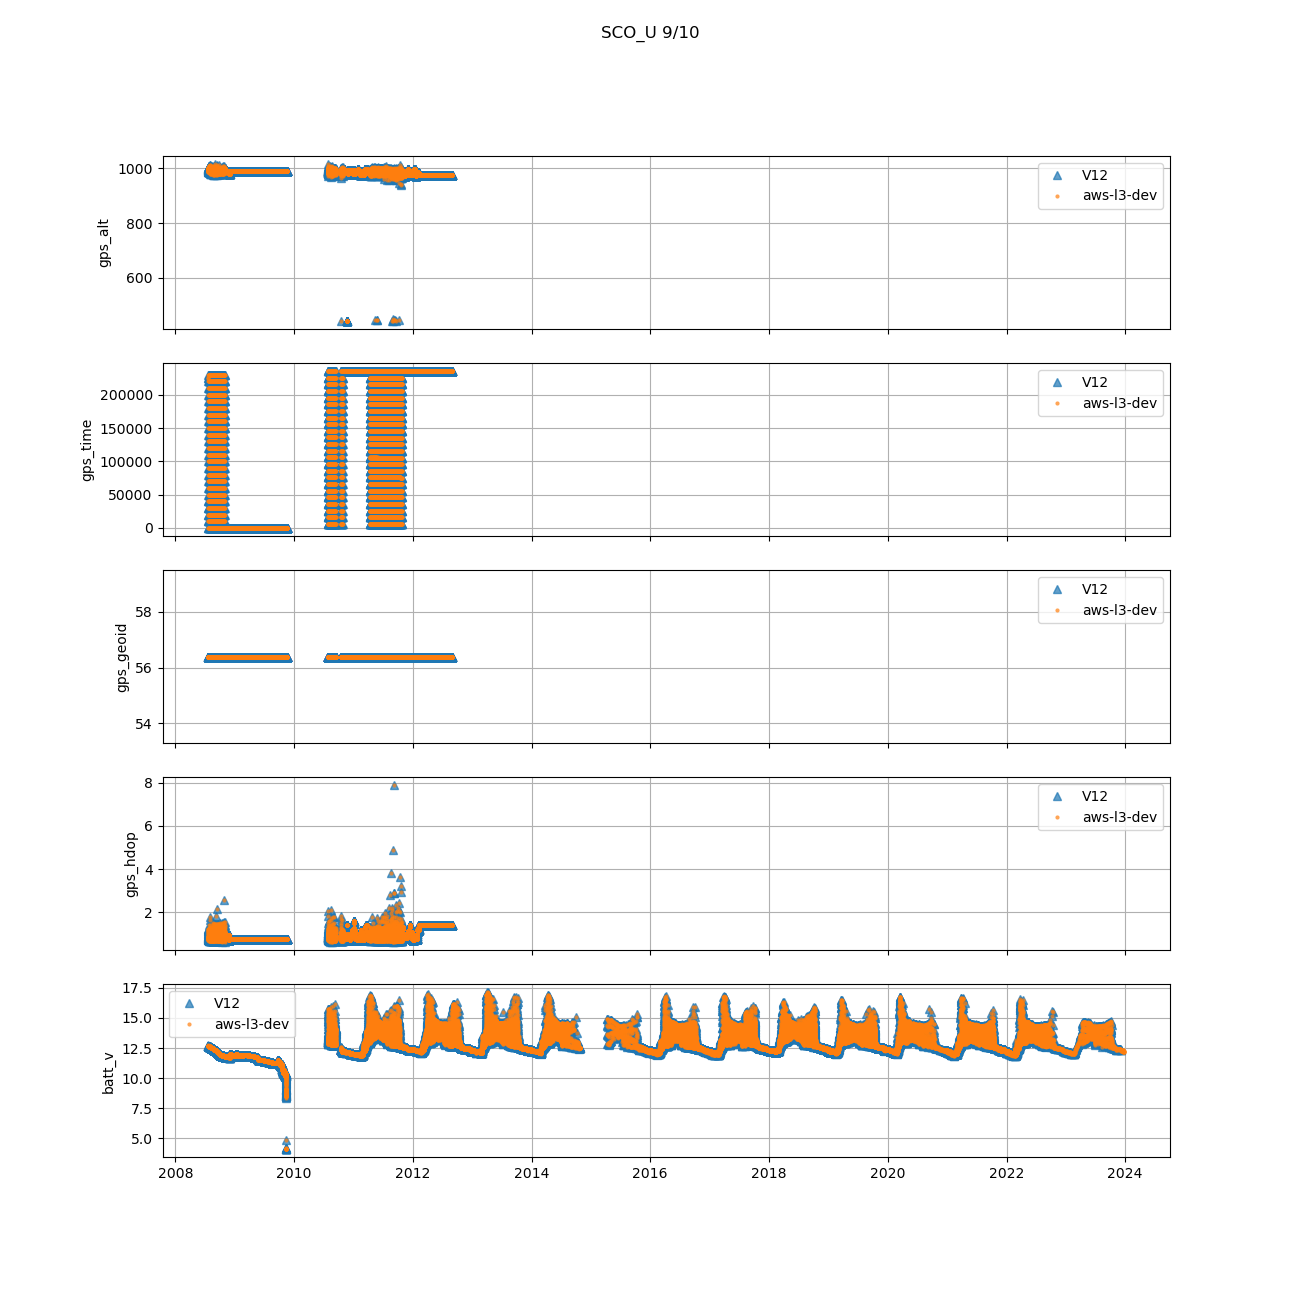 SCO_U 9/10
gps_alt
1000
800
600
V12
aws-l3-dev
gps_time
200000
150000
100000
50000
0
V12
aws-l3-dev
gps_geoid
58
56
54
V12
aws-l3-dev
gps_hdop
8
6
4
2
V12
aws-l3-dev
batt_v
17.5
15.0
12.5
10.0
7.5
5.0
V12
aws-l3-dev
2008 2010 2012 2014 2016 2018 2020 2022 2024